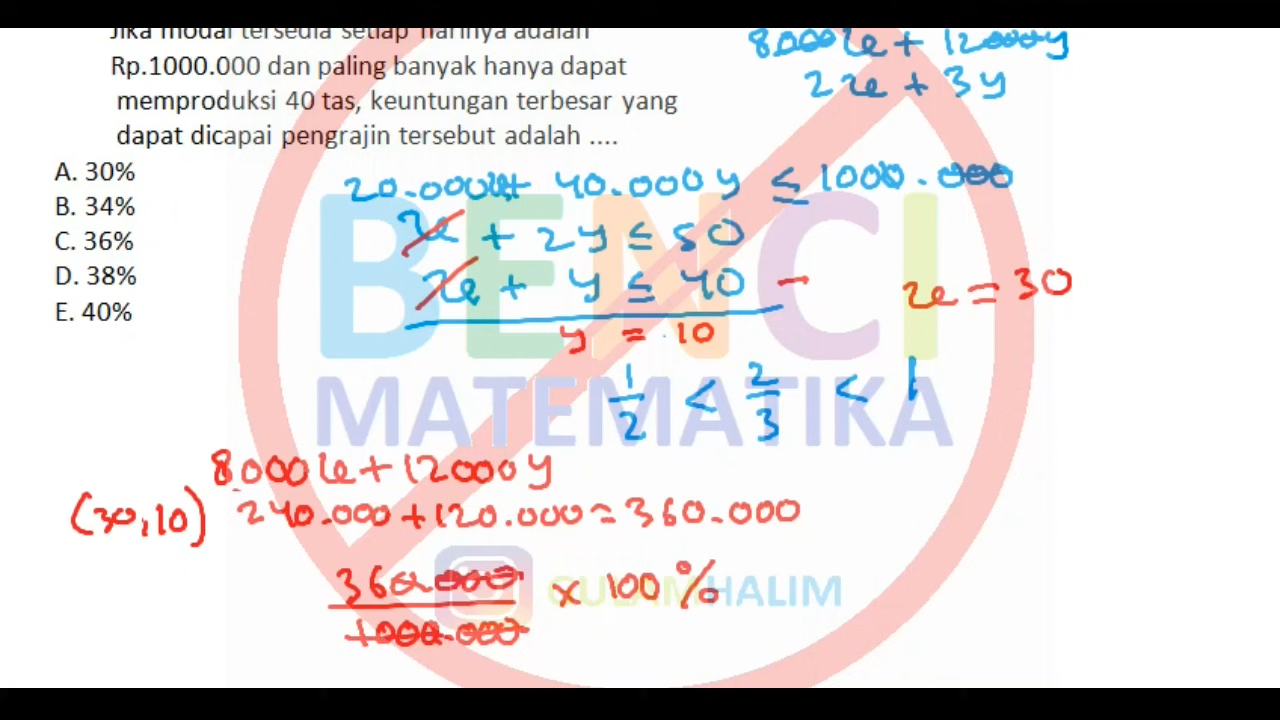 Jika modal tersedia setiap harinya adalah
Rp.1000.000 dan paling banyak hanya dapat
memproduksi 40 tas, keuntungan terbesar yang
dapat dicapai pengrajin tersebut adalah ....
A. 30%
B. 34%
C. 36%
D. 38%
E. 40%
8000x + 12000y
2x + 3y
20.000x + 40.000y ≤ 1000.000
x + 2y ≤ 50
x + y ≤ 40 -
y = 10
x = 30
1/2 < 2/3 < 1
BENCI
MATEMATIKA
8000x + 12000y
(30,10) 240.000 + 120.000 = 360.000
360.000/1000.000 x 100%
GULAMHALIM